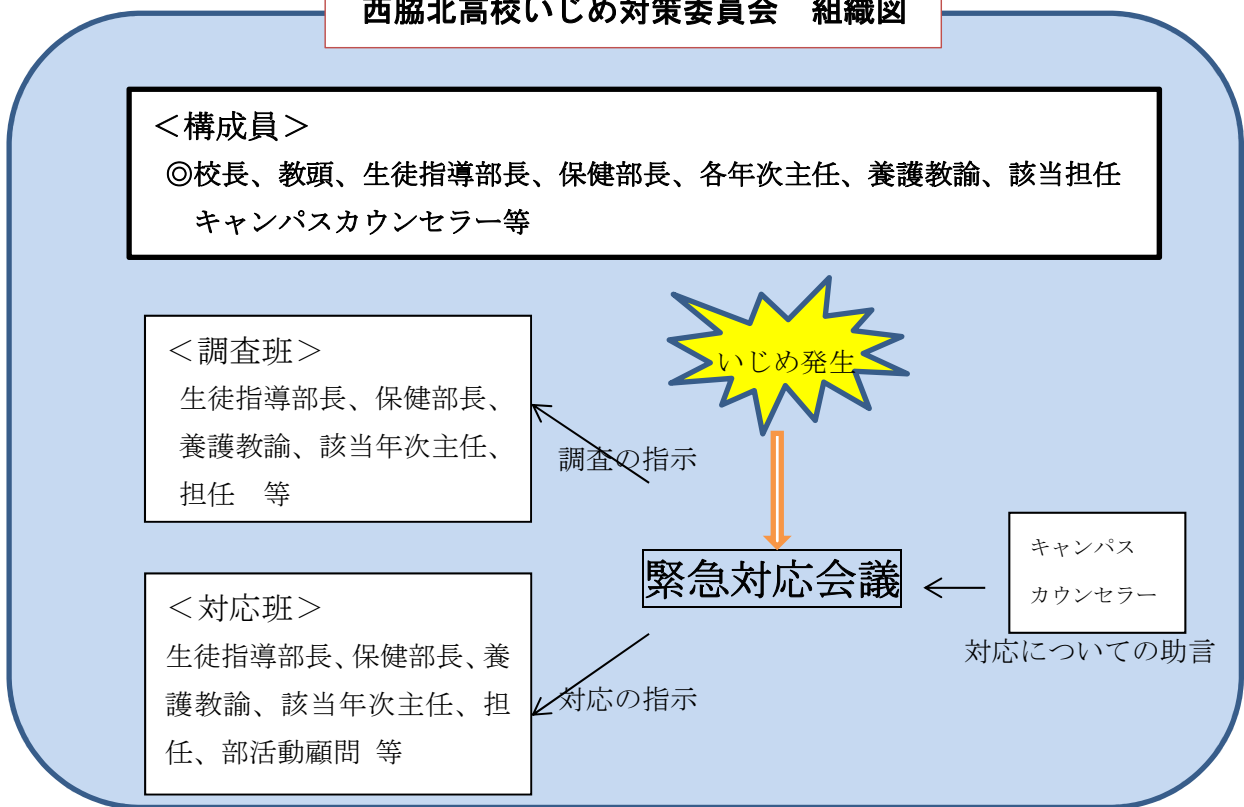 西脇北高校いじめ対策委員会　組織図
＜構成員＞
◎校長、教頭、生徒指導部長、保健部長、各年次主任、養護教諭、該当担任
キャンパスカウンセラー等
いじめ発生
＜調査班＞
生徒指導部長、保健部長、
養護教諭、該当年次主任、
担任　等
調査の指示
緊急対応会議
キャンパス
カウンセラー
対応についての助言
＜対応班＞
生徒指導部長、保健部長、養
護教諭、該当年次主任、担
任、部活動顧問 等
対応の指示